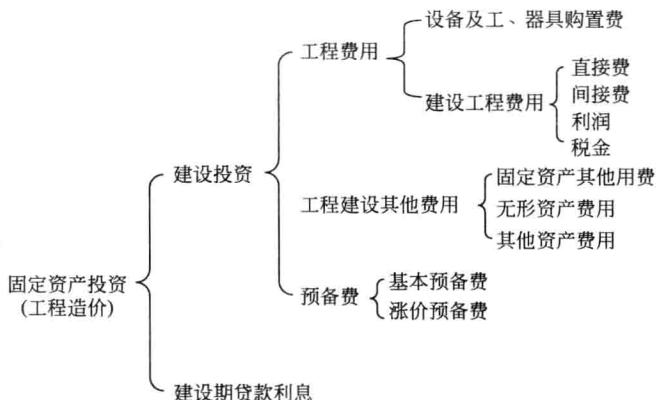 设备及工、器具购置费
工程费用
直接费
建设工程费用
间接费
利润
税金
建设投资
固定资产其他用费
工程建设其他费用
无形资产费用
其他资产费用
固定资产投资
(工程造价)
预备费
基本预备费
涨价预备费
建设期贷款利息